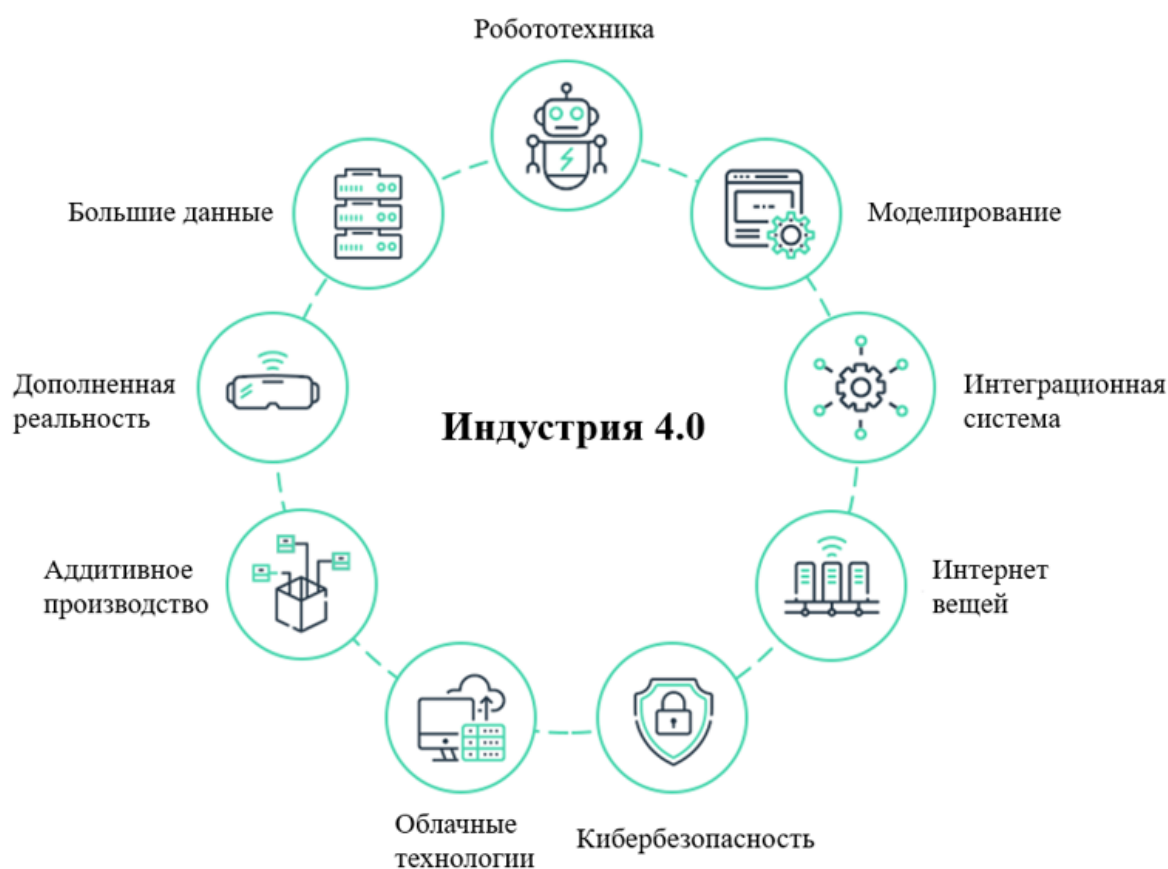 Робототехника
Большие данные
Моделирование
Дополненная
реальность
Интеграционная
система
Индустрия 4.0
Аддитивное
производство
Интернет
вещей
Облачные
технологии
Кибербезопасность